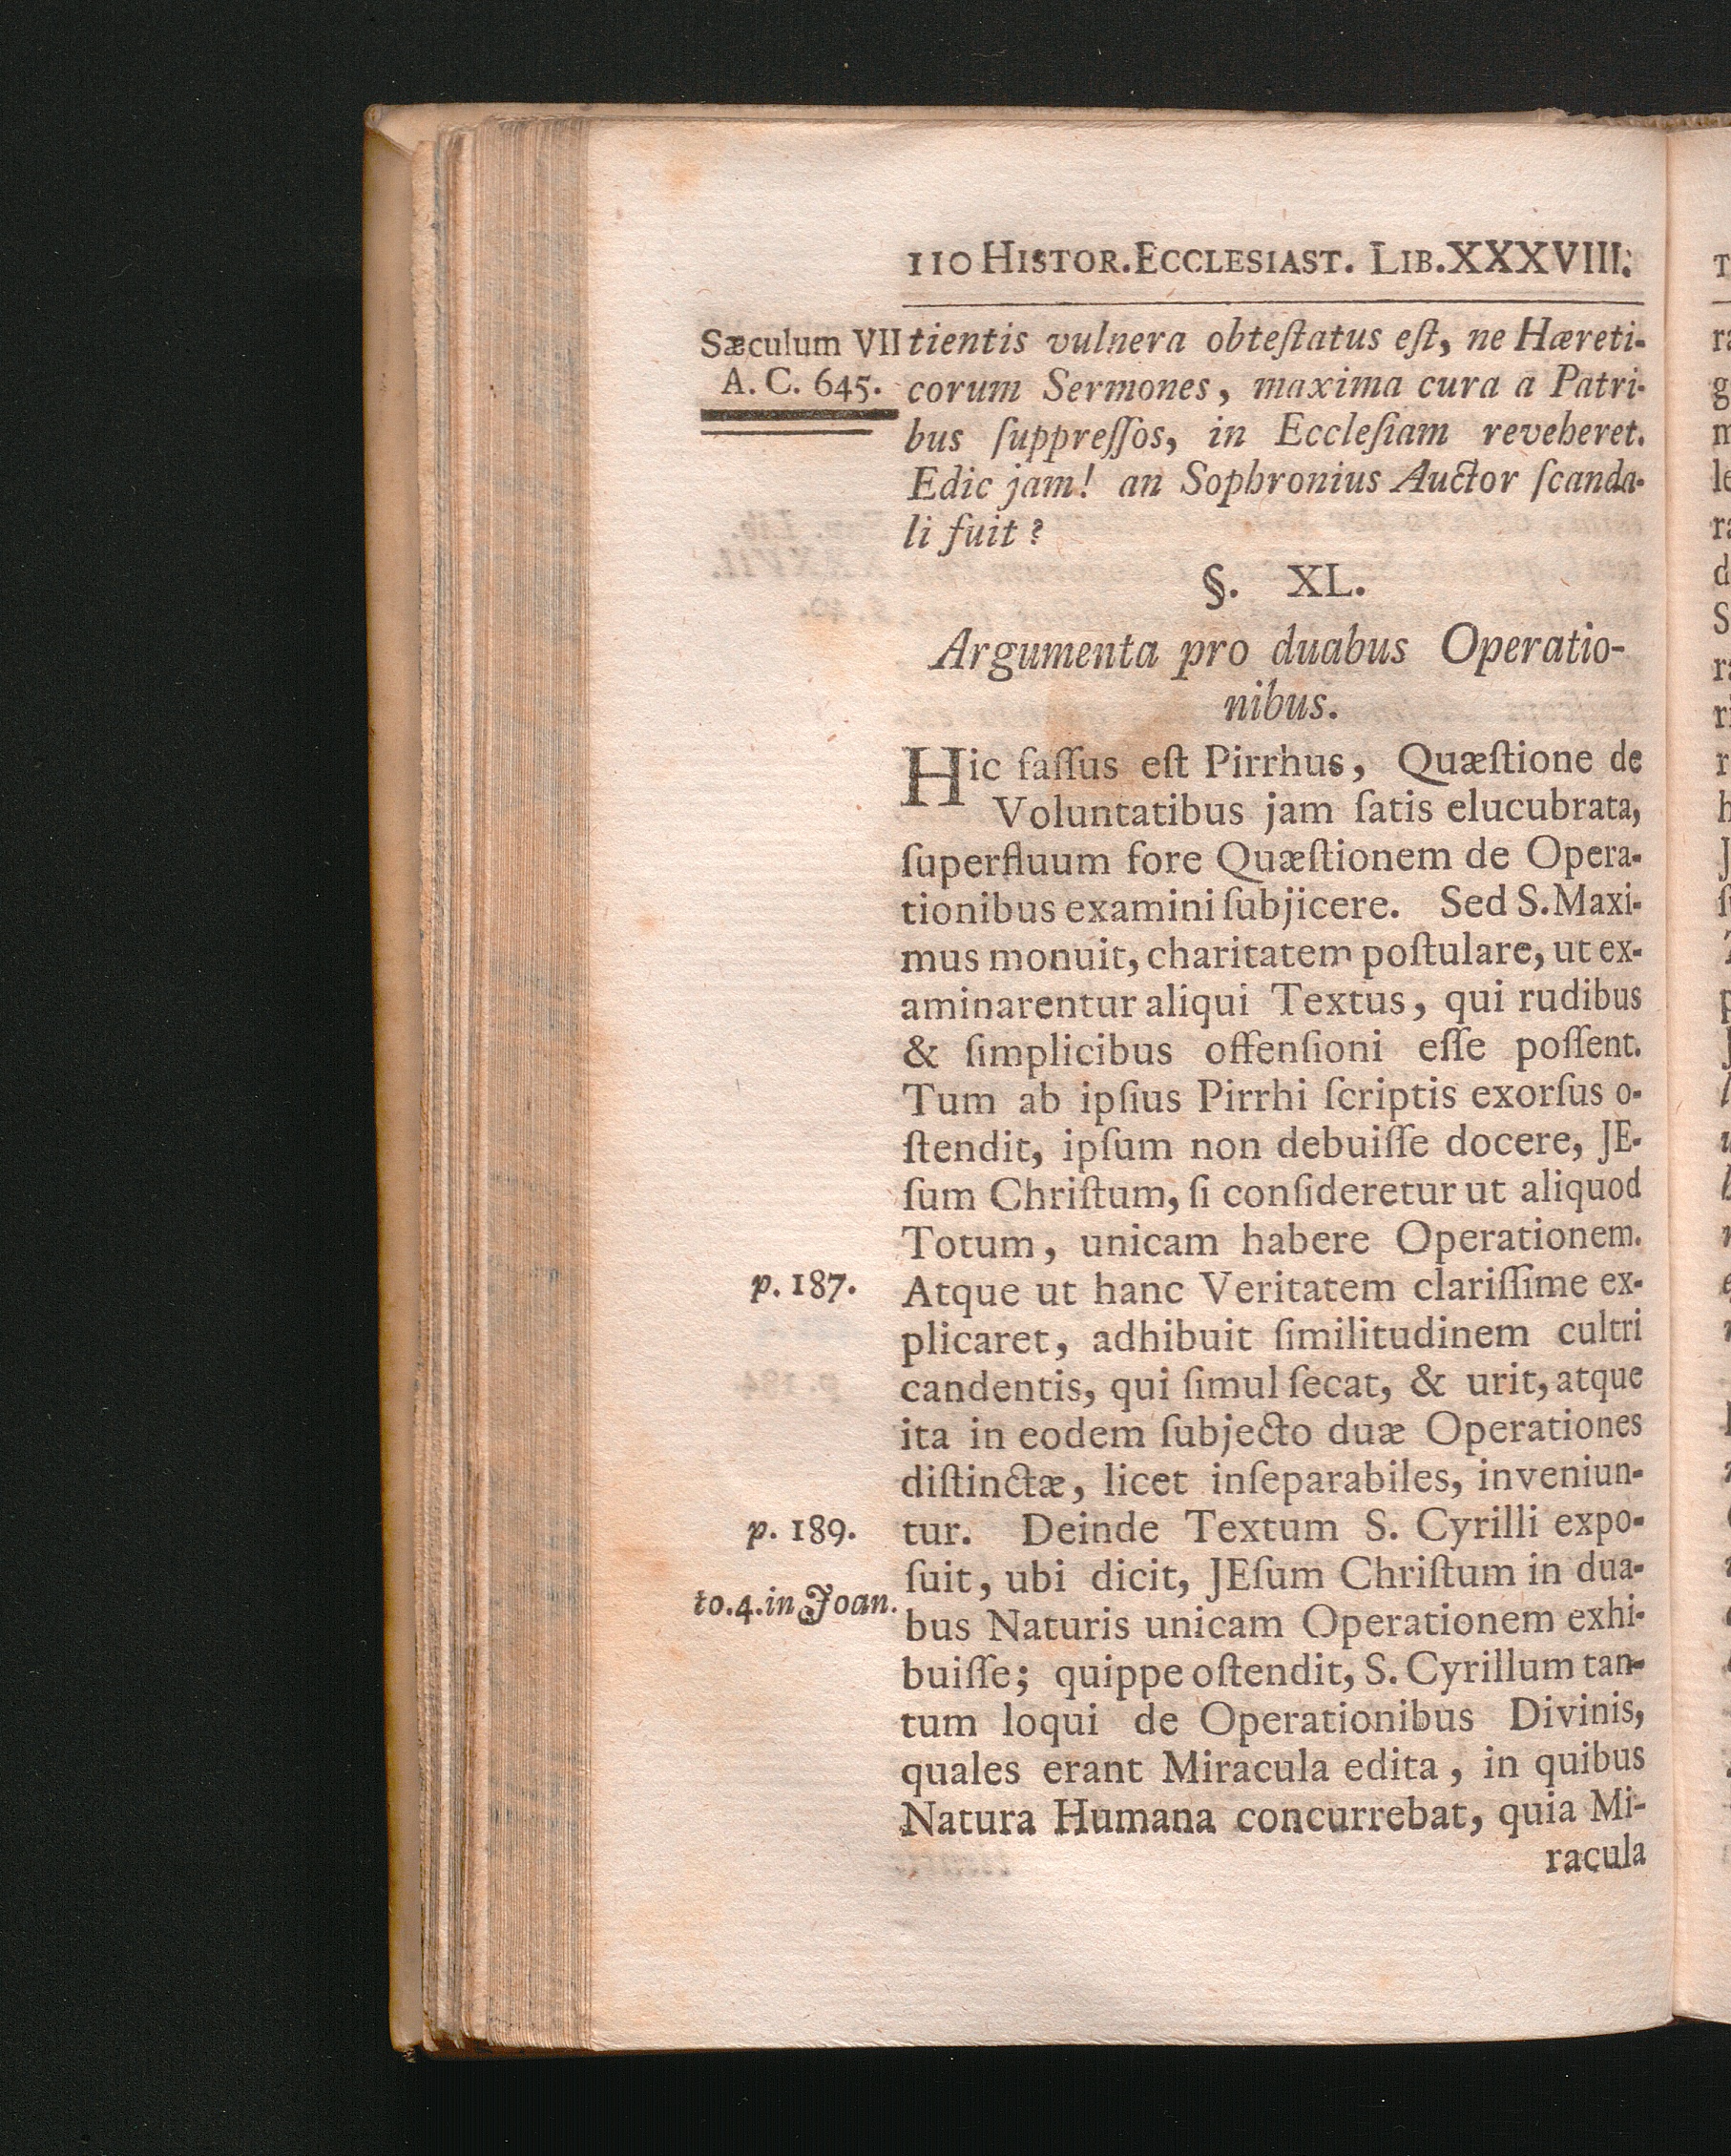 110 HISTOR.ECCLESIAST. LIB.XXXVIII.
Sæculum VII
A. C. 645.
tientis vulnera obteſtatus eſt, ne Hæreti-
corum Sermones, maxima cura a Patri-
bus ſuppreſſos, in Eccleſiam reveheret.
Edic jam! an Sophronius Auctor ſcanda-
li fuit?
§. XL.
Argumenta pro duabus Operatio-
nibus.
Hic faſſus eſt Pirrhus, Quæſtione de
Voluntatibus jam ſatis elucubrata,
ſuperfluum fore Quæſtionem de Opera-
tionibus examini ſubjicere. Sed S. Maxi-
mus monuit, charitatem poſtulare, ut ex-
aminarentur aliqui Textus, qui rudibus
& ſimplicibus offenſioni eſſe poſſent.
Tum ab ipſius Pirrhi ſcriptis exorſus o-
ſtendit, ipſum non debuiſſe docere, JE-
ſum Chriſtum, ſi conſideretur ut aliquod
Totum, unicam habere Operationem.
p. 187.
Atque ut hanc Veritatem clariſſime ex-
plicaret, adhibuit ſimilitudinem cultri
candentis, qui ſimul ſecat, & urit, atque
ita in eodem ſubjecto duæ Operationes
diſtinctæ, licet inſeparabiles, inveniun-
p. 189.
tur. Deinde Textum S. Cyrilli expo-
to.4.in Joan.
ſuit, ubi dicit, JEſum Chriſtum in dua-
bus Naturis unicam Operationem exhi-
buiſſe; quippe oſtendit, S. Cyrillum tan-
tum loqui de Operationibus Divinis,
quales erant Miracula edita, in quibus
Natura Humana concurrebat, quia Mi-
racula